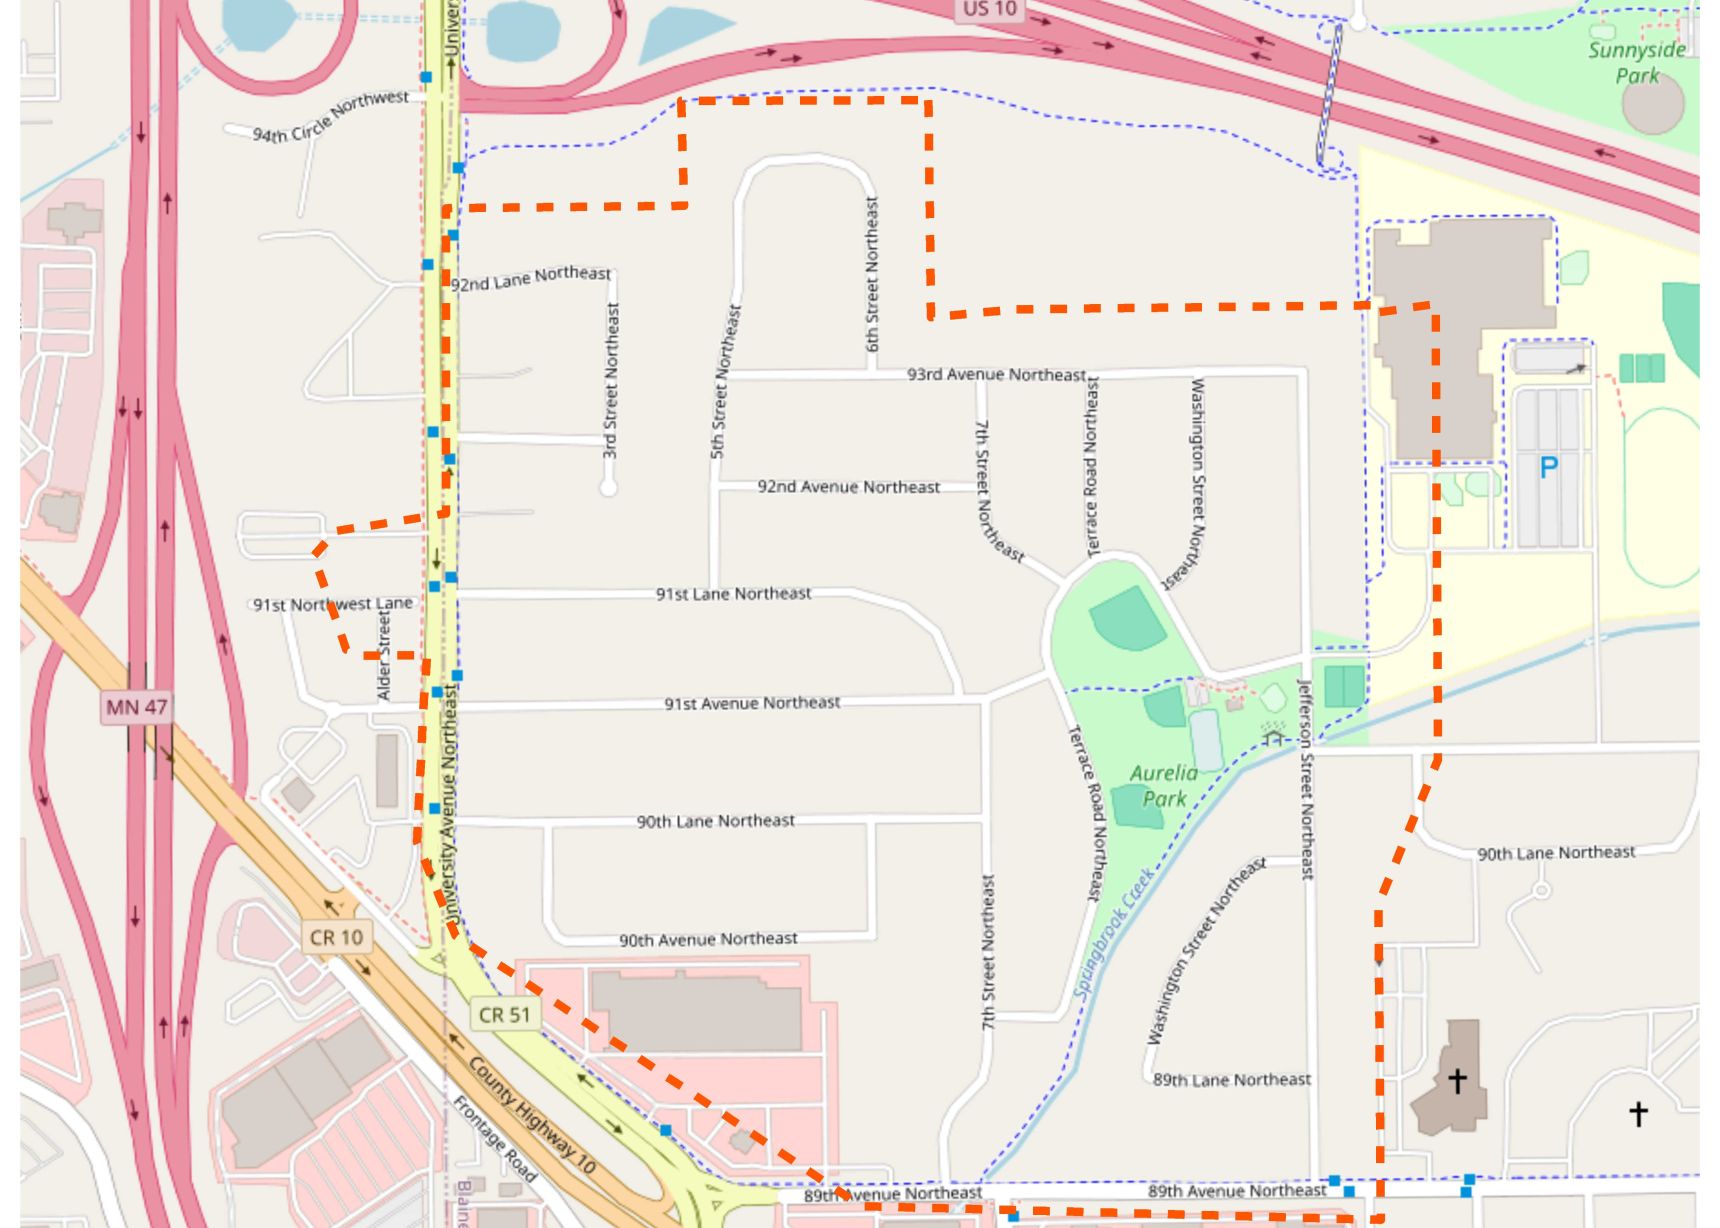 US 10
Univer
Sunnyside
Park
94th Circle Northwest
92nd Lane Northeast
6th Street Northeast
3rd Street Northeast
5th Street Northeast
93rd Avenue Northeast
7th Street Northeast
Terrace Road Northeast
Washington Street Northeast
92nd Avenue Northeast
P
91st Northwest Lane
91st Lane Northeast
Alder Street
MN 47
University Avenue Northeast
91st Avenue Northeast
Jefferson Street Northeast
Terrace Road Northeast
Aurelia
Park
90th Lane Northeast
90th Lane Northeast
Springbrook Creek
Washington Street Northeast
7th Street Northeast
CR 10
90th Avenue Northeast
CR 51
County Highway 10
Frontage Road
89th Lane Northeast
Blaine
89th Avenue Northeast
89th Avenue Northeast